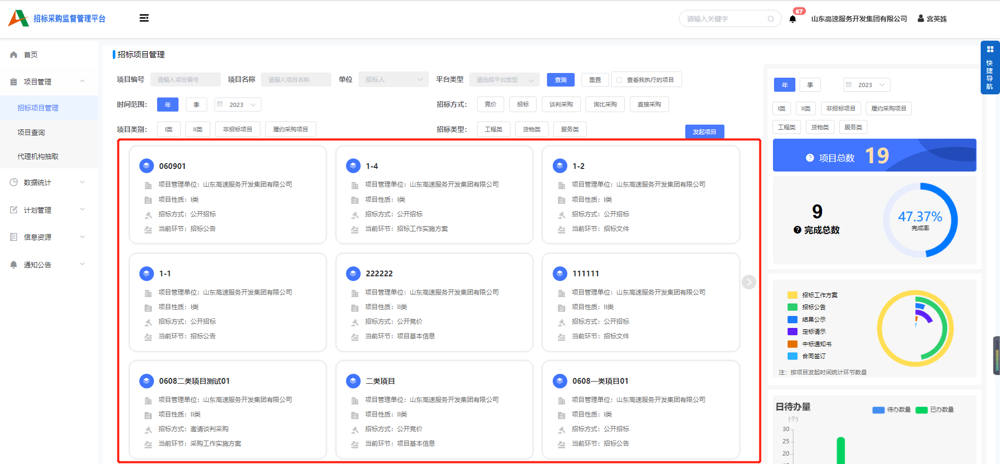 招标采购监督管理平台
请输入关键字
67
山东高速服务开发集团有限公司
宫英姝
首页
项目管理
招标项目管理
项目查询
代理机构抽取
数据统计
计划管理
信息资源
通知公告
招标项目管理
项目编号 请输入项目编号 项目名称 请输入项目名称 单位 招标人 平台类型 请选择平台类型 查询 重置 查看我执行的项目
时间范围： 年 季 2023 招标方式： 竞价 招标 谈判采购 询比采购 直接采购
项目类别： I类 II类 非招标项目 履约采购项目 招标类型： 工程类 货物类 服务类 发起项目
060901
项目管理单位：山东高速服务开发集团有限公司
项目性质：I类
招标方式：公开招标
当前环节：招标公告
1-4
项目管理单位：山东高速服务开发集团有限公司
项目性质：I类
招标方式：公开招标
当前环节：招标工作实施方案
1-2
项目管理单位：山东高速服务开发集团有限公司
项目性质：I类
招标方式：公开招标
当前环节：招标文件
1-1
项目管理单位：山东高速服务开发集团有限公司
项目性质：I类
招标方式：公开招标
当前环节：招标公告
222222
项目管理单位：山东高速服务开发集团有限公司
项目性质：II类
招标方式：公开竞价
当前环节：项目基本信息
111111
项目管理单位：山东高速服务开发集团有限公司
项目性质：II类
招标方式：公开招标
当前环节：招标文件
0608二类项目测试01
项目管理单位：山东高速服务开发集团有限公司
项目性质：II类
招标方式：邀请谈判采购
当前环节：采购工作实施方案
二类项目
项目管理单位：山东高速服务开发集团有限公司
项目性质：II类
招标方式：公开竞价
当前环节：项目基本信息
0608一类项目01
项目管理单位：山东高速服务开发集团有限公司
项目性质：I类
招标方式：公开招标
当前环节：招标公告
年 季 2023
I类 II类 非招标项目 履约采购项目
工程类 货物类 服务类
项目总数 19
9
完成总数
47.37%
完成率
招标工作方案
招标公告
结果公示
定标请示
中标通知书
合同签订
注：按项目发起时间统计环节数量
日待办量
待办数量 已办数量
(个)
30
25
20
快捷导航